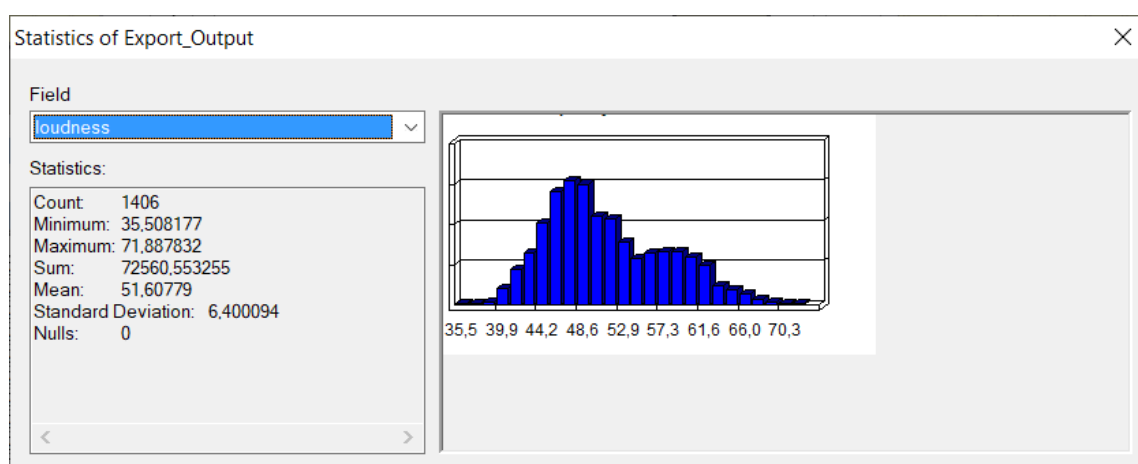 Statistics of Export_Output
Field
loudness
Statistics:
Count: 1406
Minimum: 35,508177
Maximum: 71,887832
Sum: 72560,553255
Mean: 51,60779
Standard Deviation: 6,400094
Nulls: 0
35,5 39,9 44,2 48,6 52,9 57,3 61,6 66,0 70,3